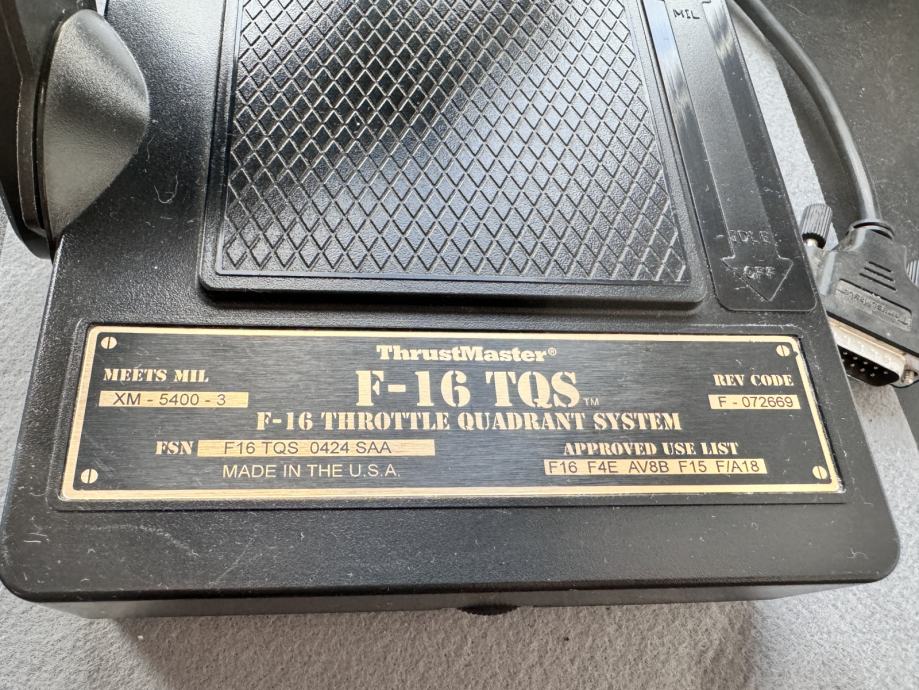 MIL
IDLE
OFF
ThrustMaster®
MEETS MIL
XM - 5400 - 3
F-16 TQS™
REV CODE
F - 072669
F-16 THROTTLE QUADRANT SYSTEM
FSN F16 TQS 0424 SAA
MADE IN THE U.S.A.
APPROVED USE LIST
F16 F4E AV8B F15 F/A18